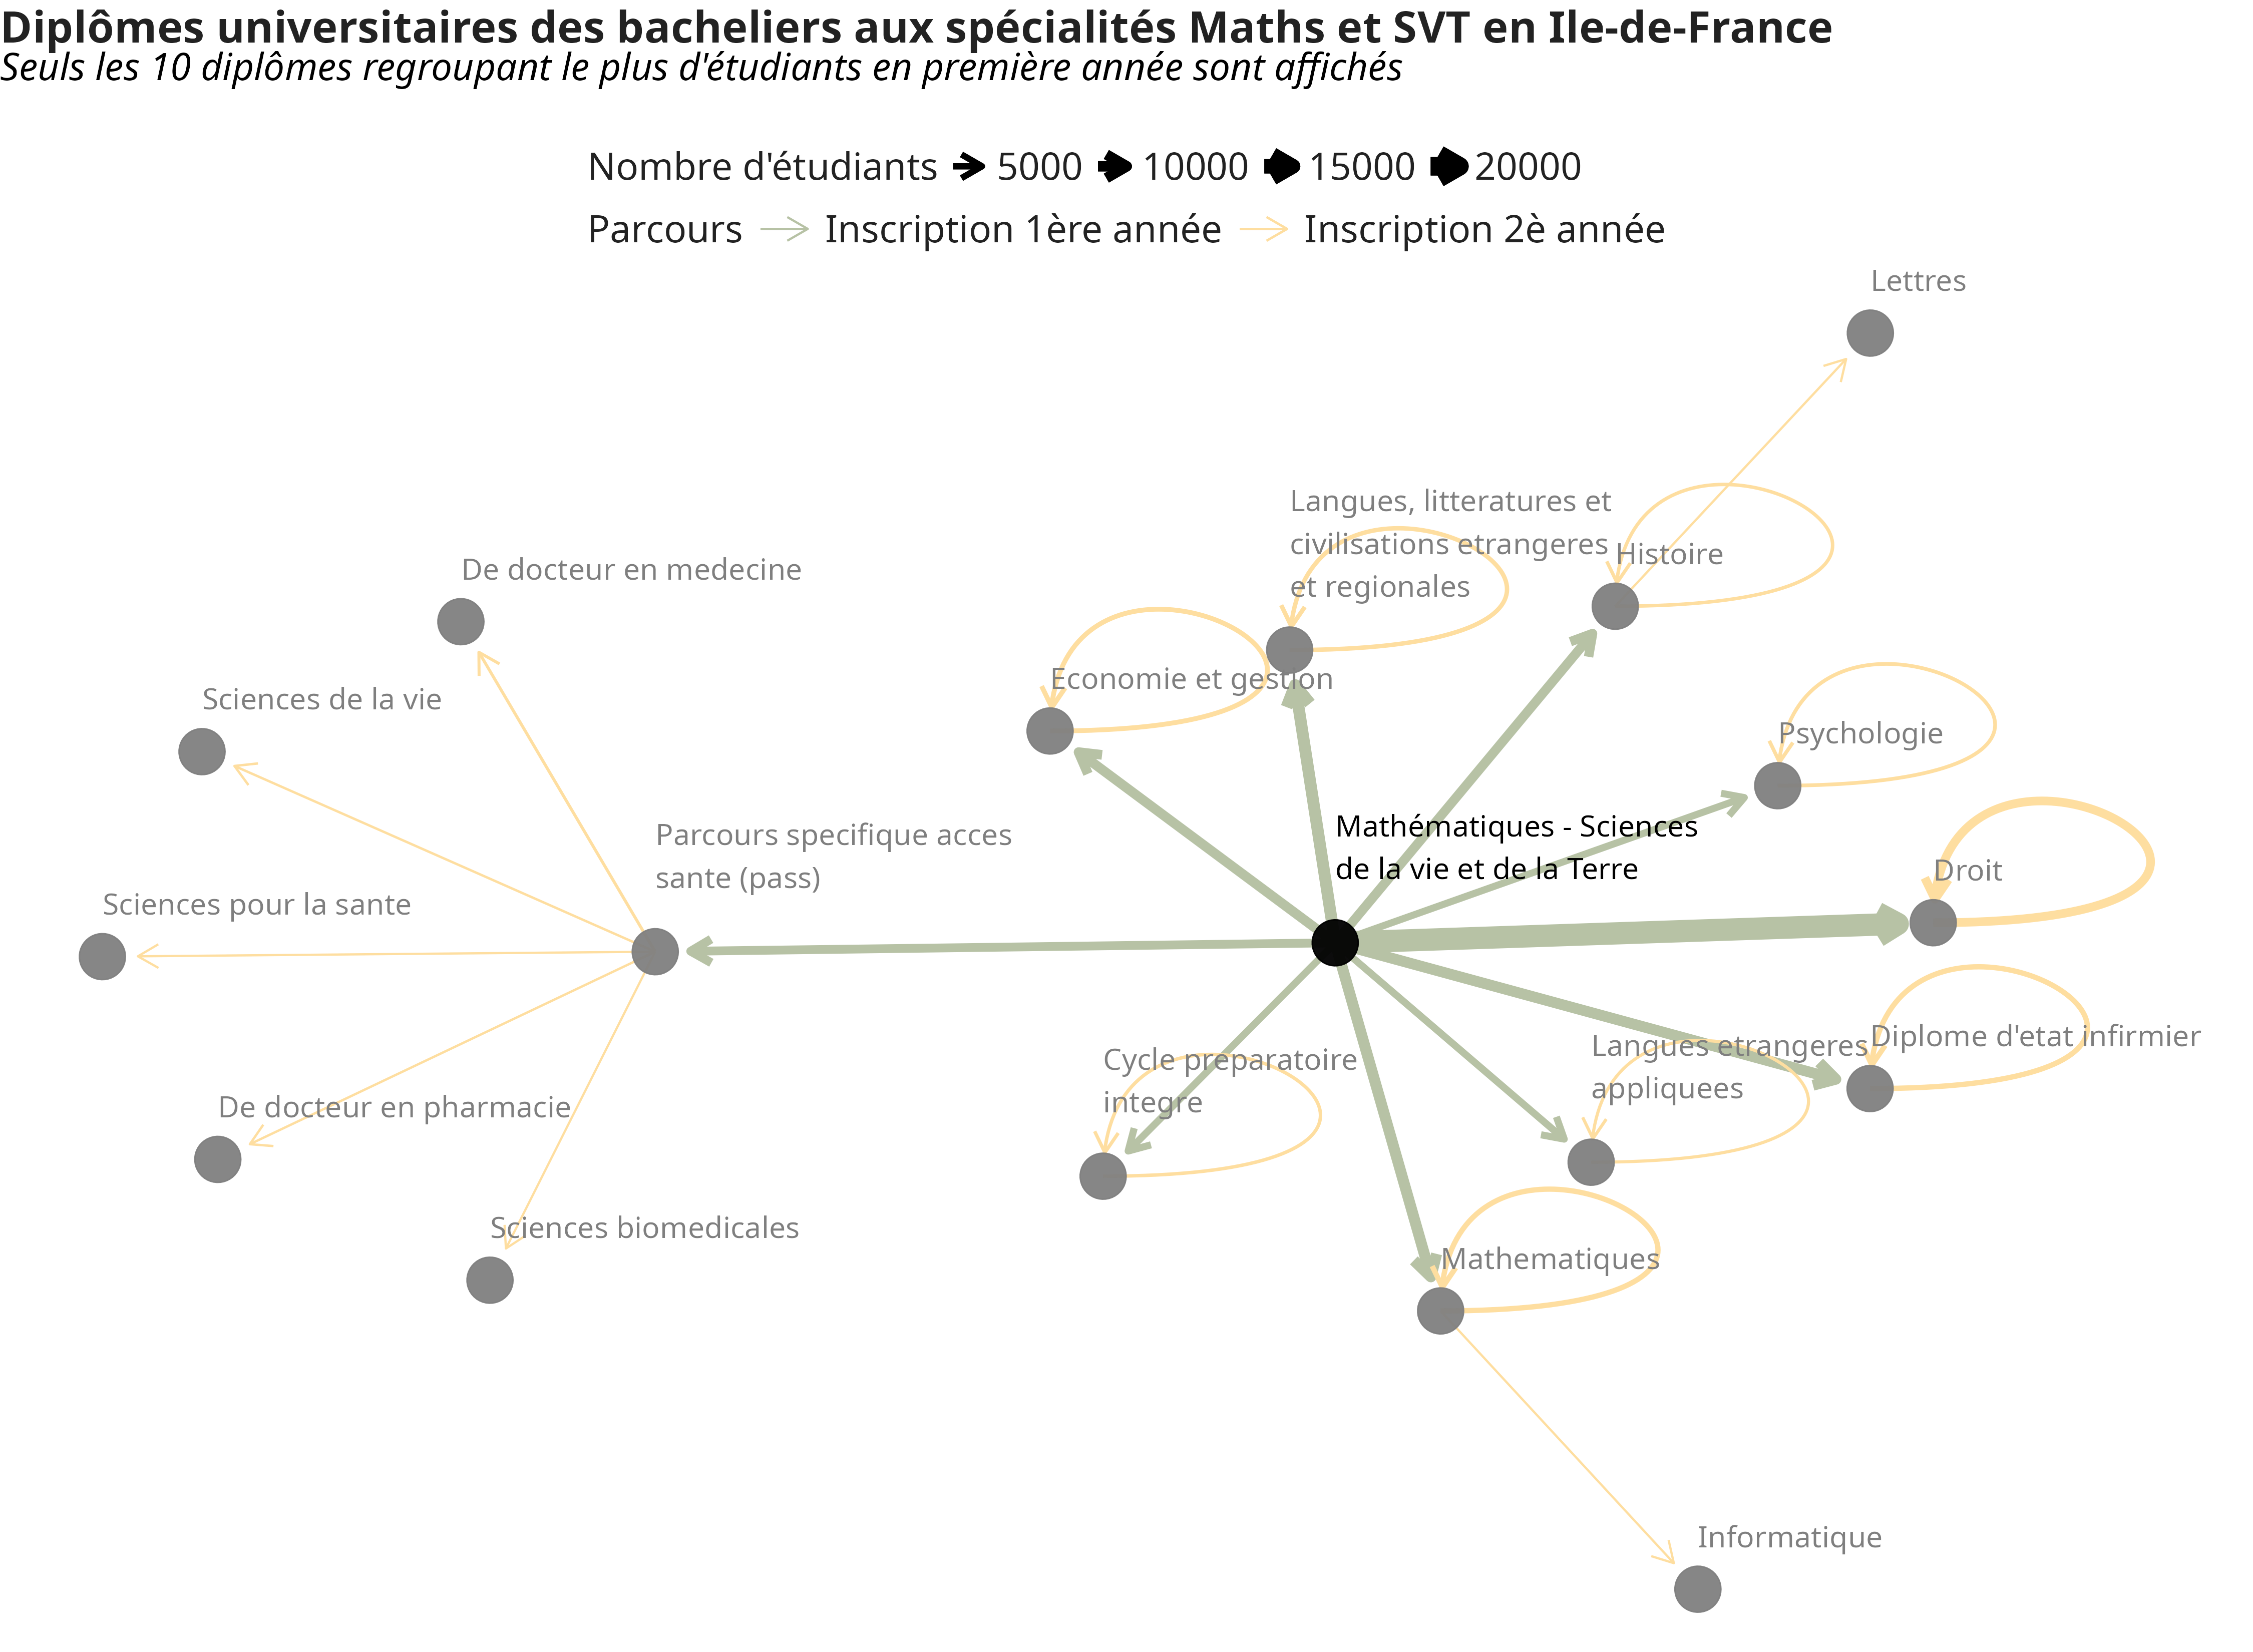 Diplômes universitaires des bacheliers aux spécialités Maths et SVT en Ile-de-France
Seuls les 10 diplômes regroupant le plus d'étudiants en première année sont affichés
Nombre d'étudiants 5000 10000 15000 20000
Parcours Inscription 1ère année Inscription 2è année
Lettres
Langues, litteratures et
civilisations etrangeres
et regionales
Histoire
De docteur en medecine
Economie et gestion
Sciences de la vie
Psychologie
Parcours specifique acces
sante (pass)
Mathématiques - Sciences
de la vie et de la Terre
Droit
Sciences pour la sante
Cycle preparatoire
integre
Langues etrangeres
appliquees
Diplome d'etat infirmier
De docteur en pharmacie
Sciences biomedicales
Mathematiques
Informatique